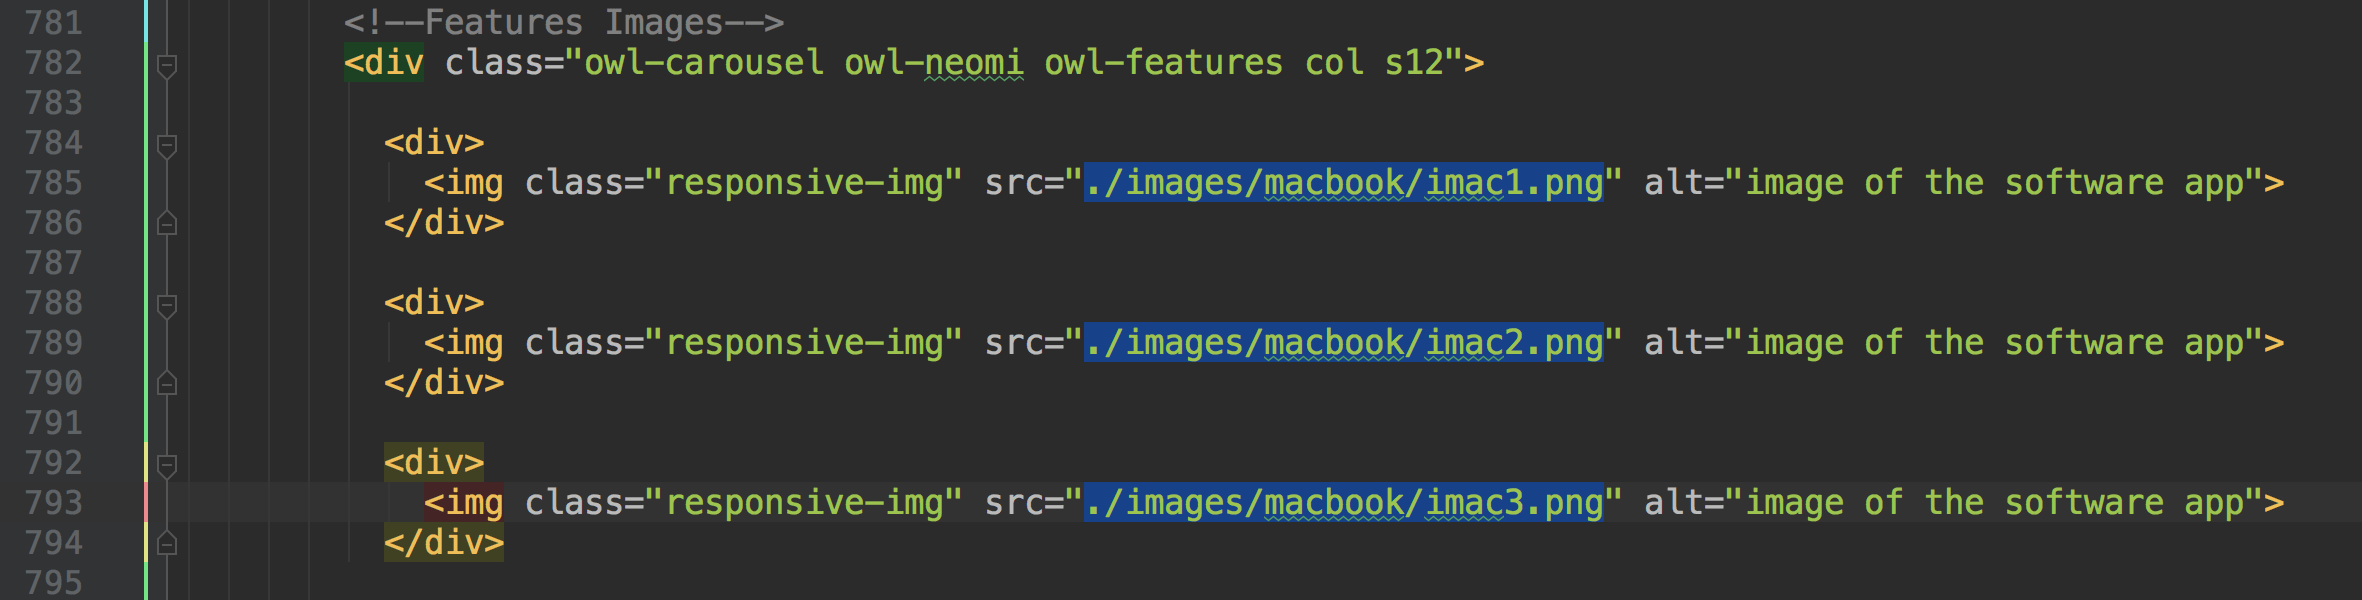 781 <!--Features Images-->
782 <div class="owl-carousel owl-neomi owl-features col s12">
783
784 <div>
785 <img class="responsive-img" src="./images/macbook/imac1.png" alt="image of the software app">
786 </div>
787
788 <div>
789 <img class="responsive-img" src="./images/macbook/imac2.png" alt="image of the software app">
790 </div>
791
792 <div>
793 <img class="responsive-img" src="./images/macbook/imac3.png" alt="image of the software app">
794 </div>
795